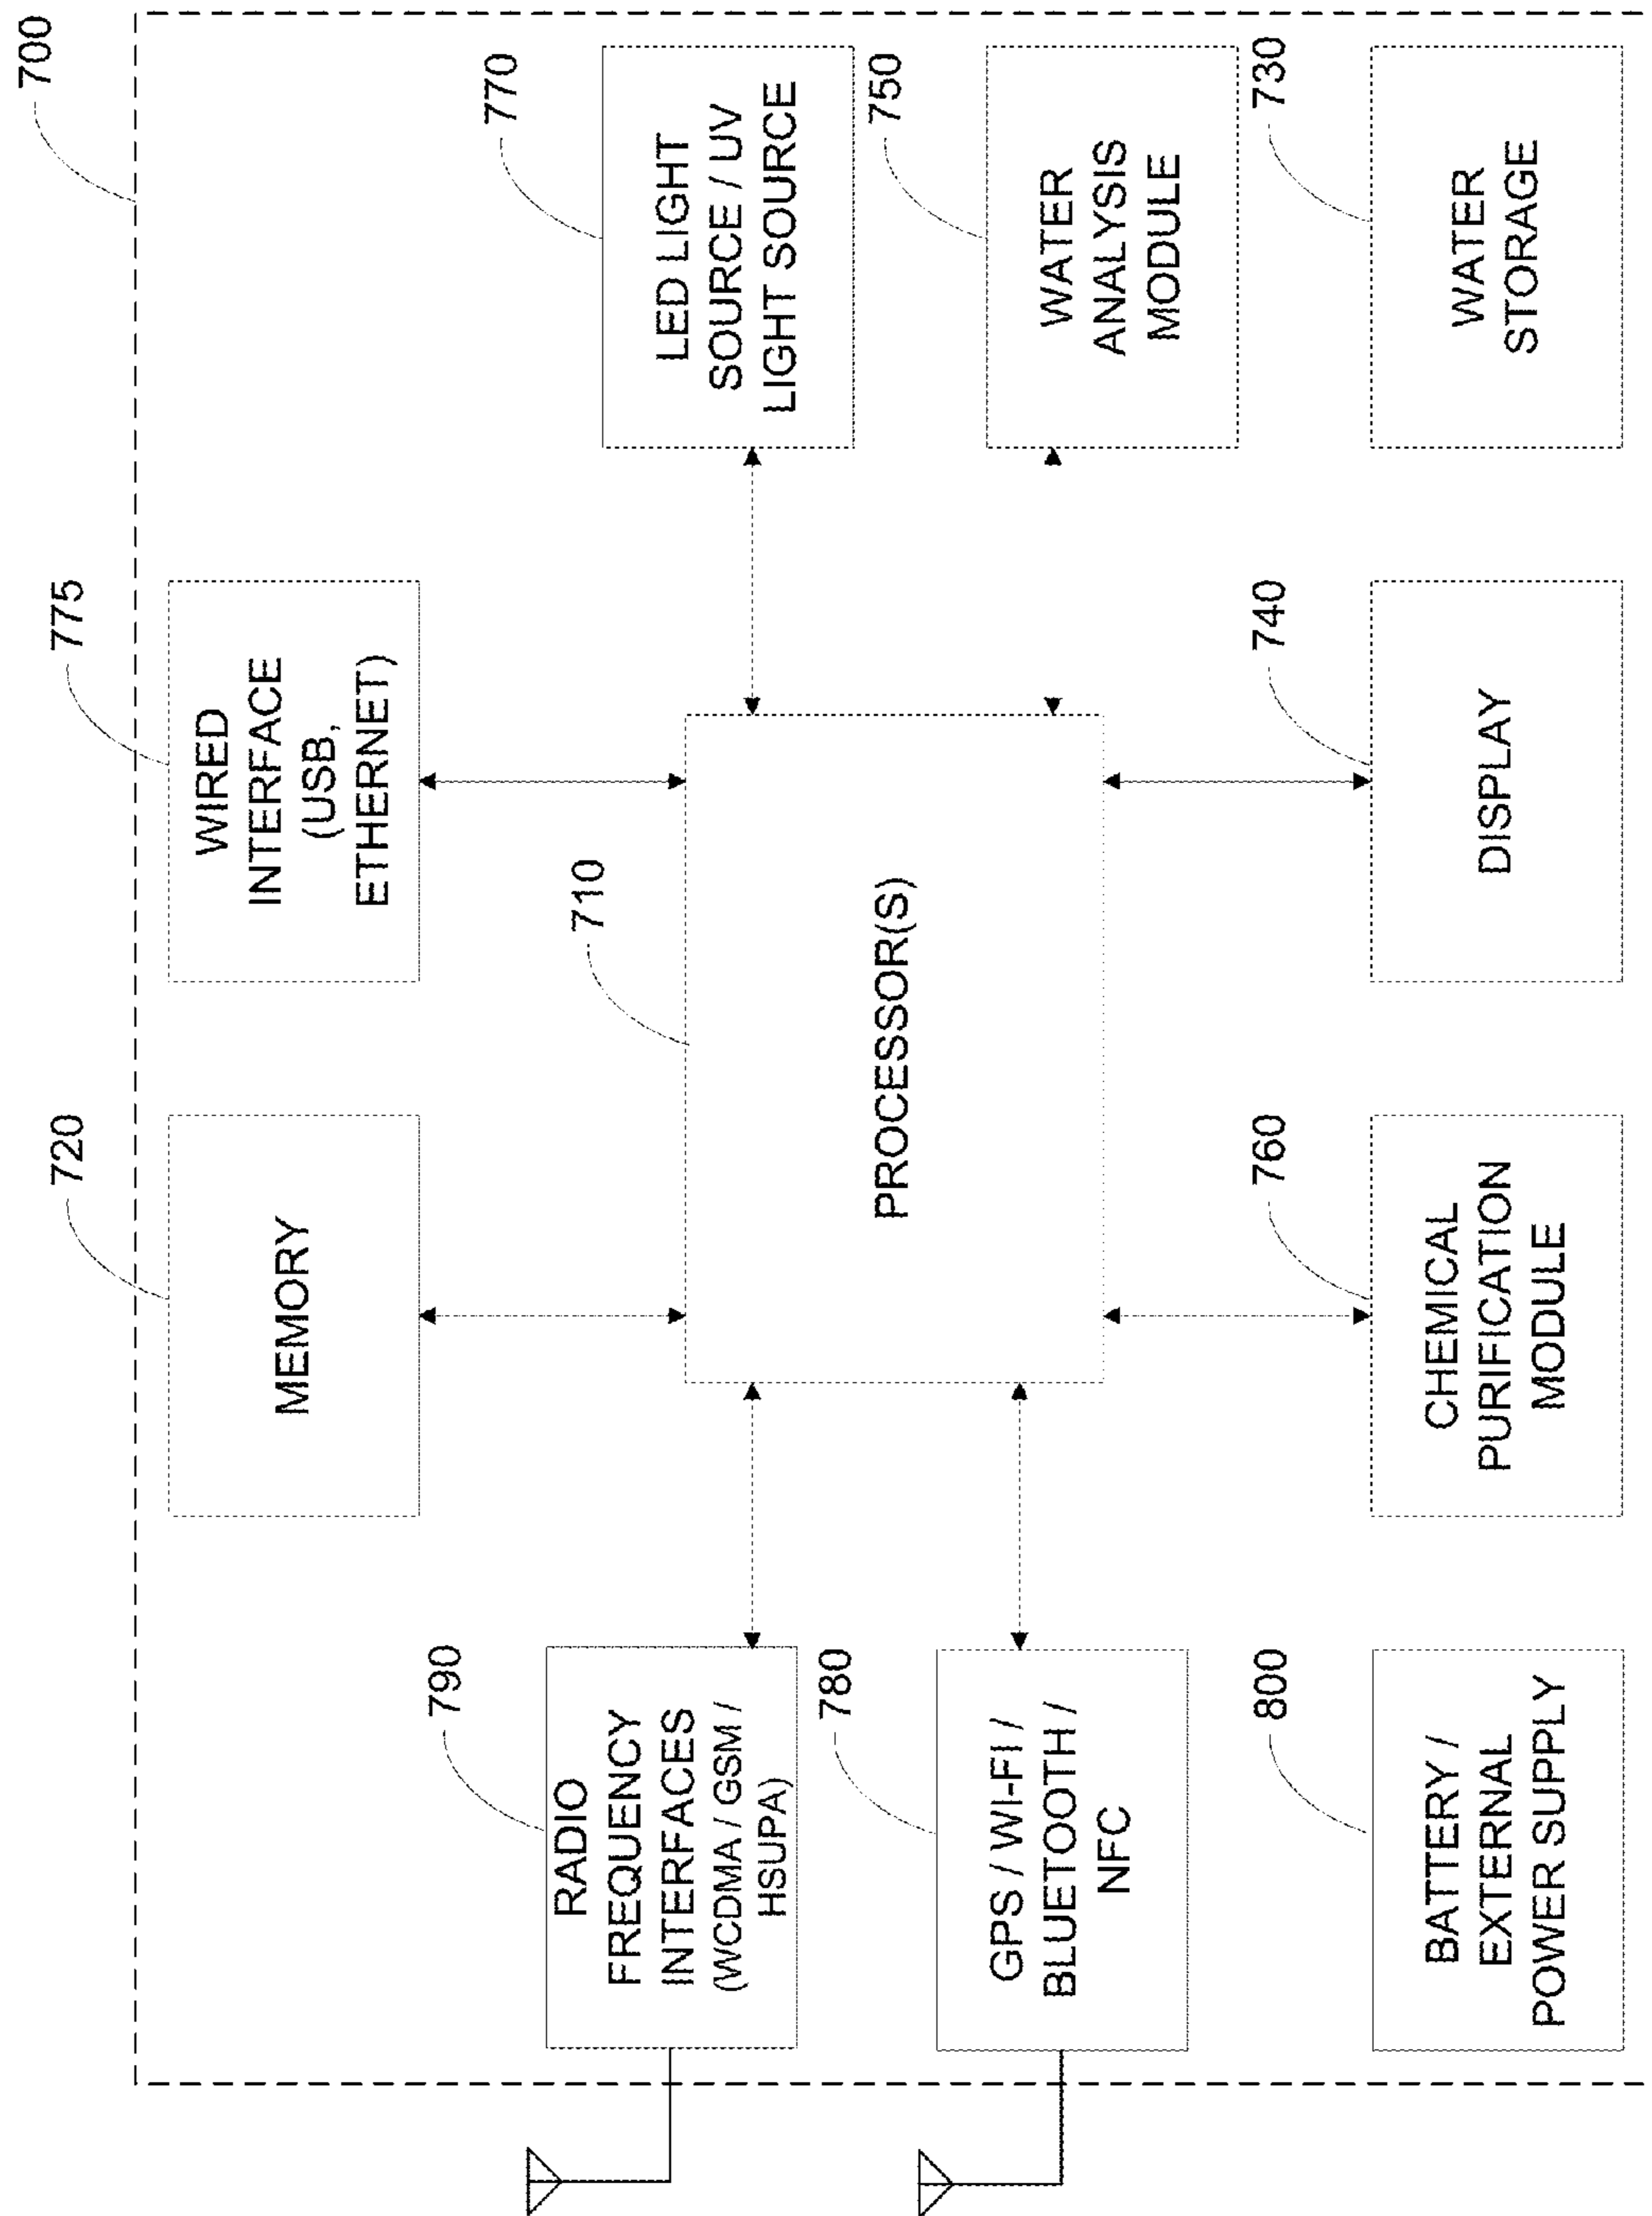 700
720
MEMORY
775
WIRED
INTERFACE
(USB,
ETHERNET)
790
RADIO
FREQUENCY
INTERFACES
(WCDMA / GSM /
HSUPA)
710
PROCESSOR(S)
770
LED LIGHT
SOURCE / UV
LIGHT SOURCE
780
GPS / WI-FI /
BLUETOOTH /
NFC
750
WATER
ANALYSIS
MODULE
800
BATTERY /
EXTERNAL
POWER SUPPLY
760
CHEMICAL
PURIFICATION
MODULE
740
DISPLAY
730
WATER
STORAGE